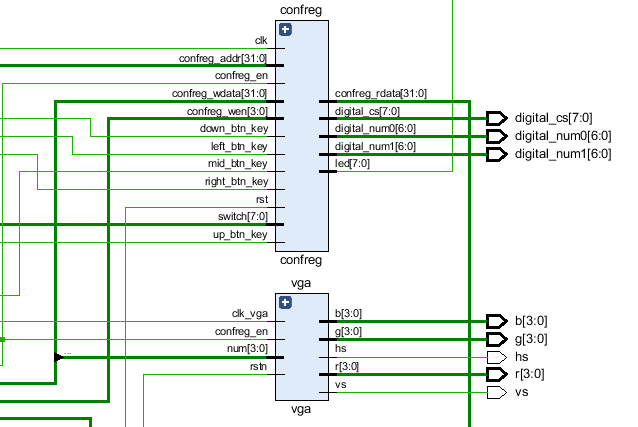 confreg
clk
confreg_addr[31:0]
confreg_en
confreg_wdata[31:0] confreg_rdata[31:0]
confreg_wen[3:0] digital_cs[7:0] digital_cs[7:0]
down_btn_key digital_num0[6:0] digital_num0[6:0]
left_btn_key digital_num1[6:0] digital_num1[6:0]
mid_btn_key led[7:0]
right_btn_key
rst
switch[7:0]
up_btn_key
confreg
vga
clk_vga b[3:0] b[3:0]
confreg_en g[3:0] g[3:0]
... num[3:0] hs hs
rstn r[3:0] r[3:0]
vs vs
vga